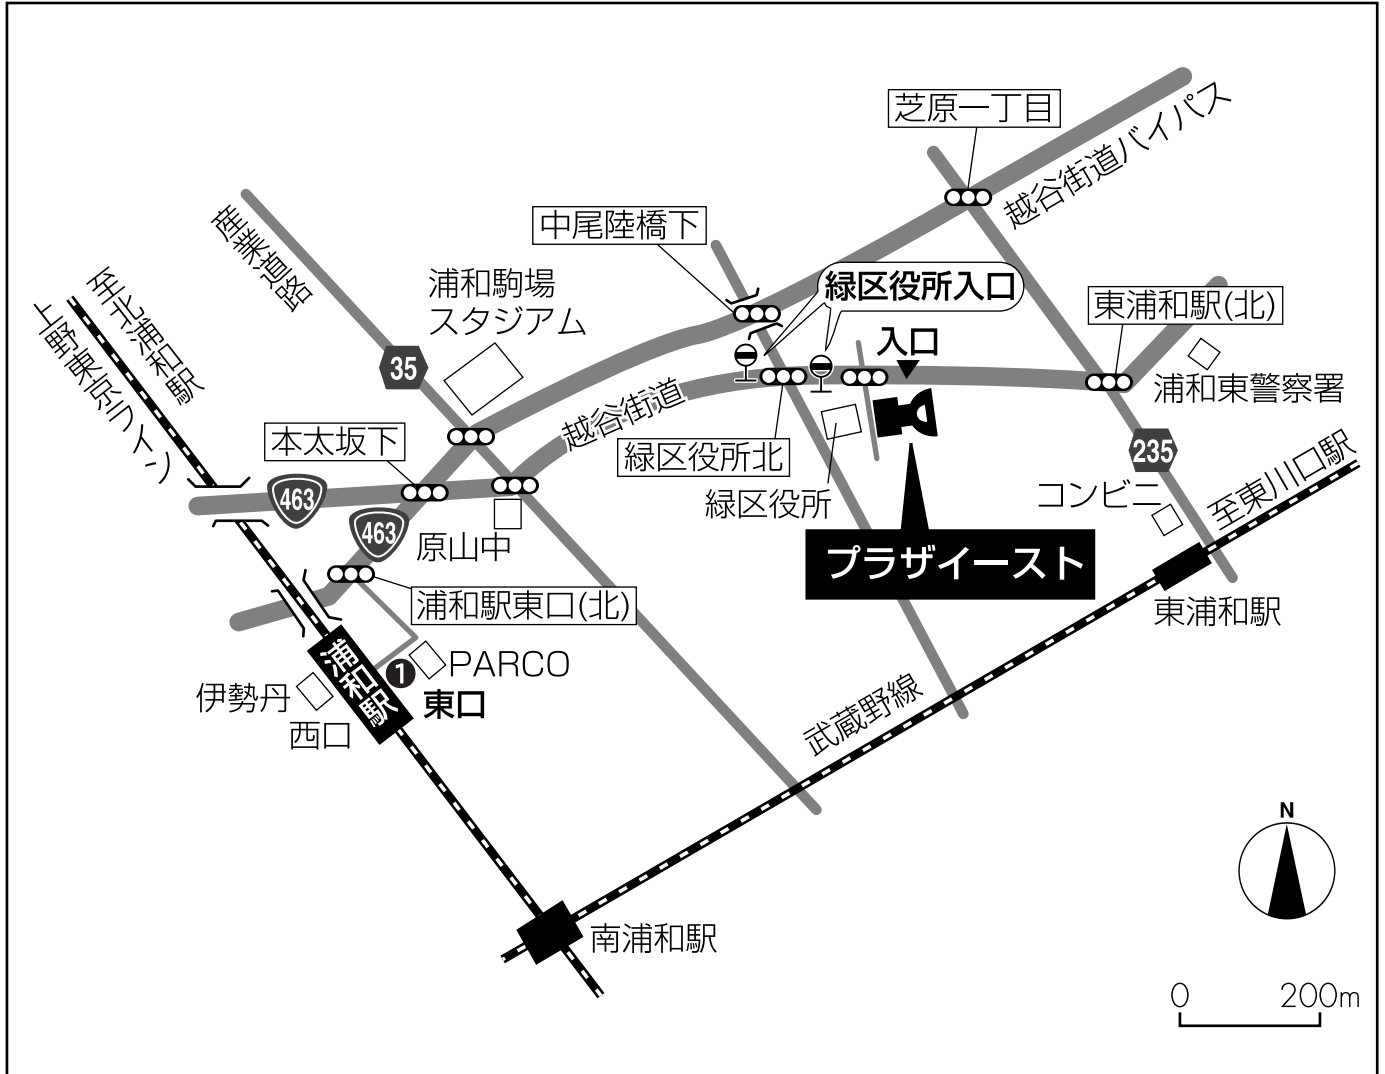 芝原一丁目
越谷街道バイパス
中尾陸橋下
産業道路
緑区役所入口
至北浦和駅
上野東京ライン
浦和駒場
スタジアム
東浦和駅(北)
入口
35
浦和東警察署
越谷街道
本太坂下
緑区役所北
235
至東川口駅
463
緑区役所
コンビニ
463
原山中
プラザイースト
浦和駅東口(北)
東浦和駅
浦和駅
1
PARCO
伊勢丹
東口
西口
武蔵野線
N
南浦和駅
0 200m